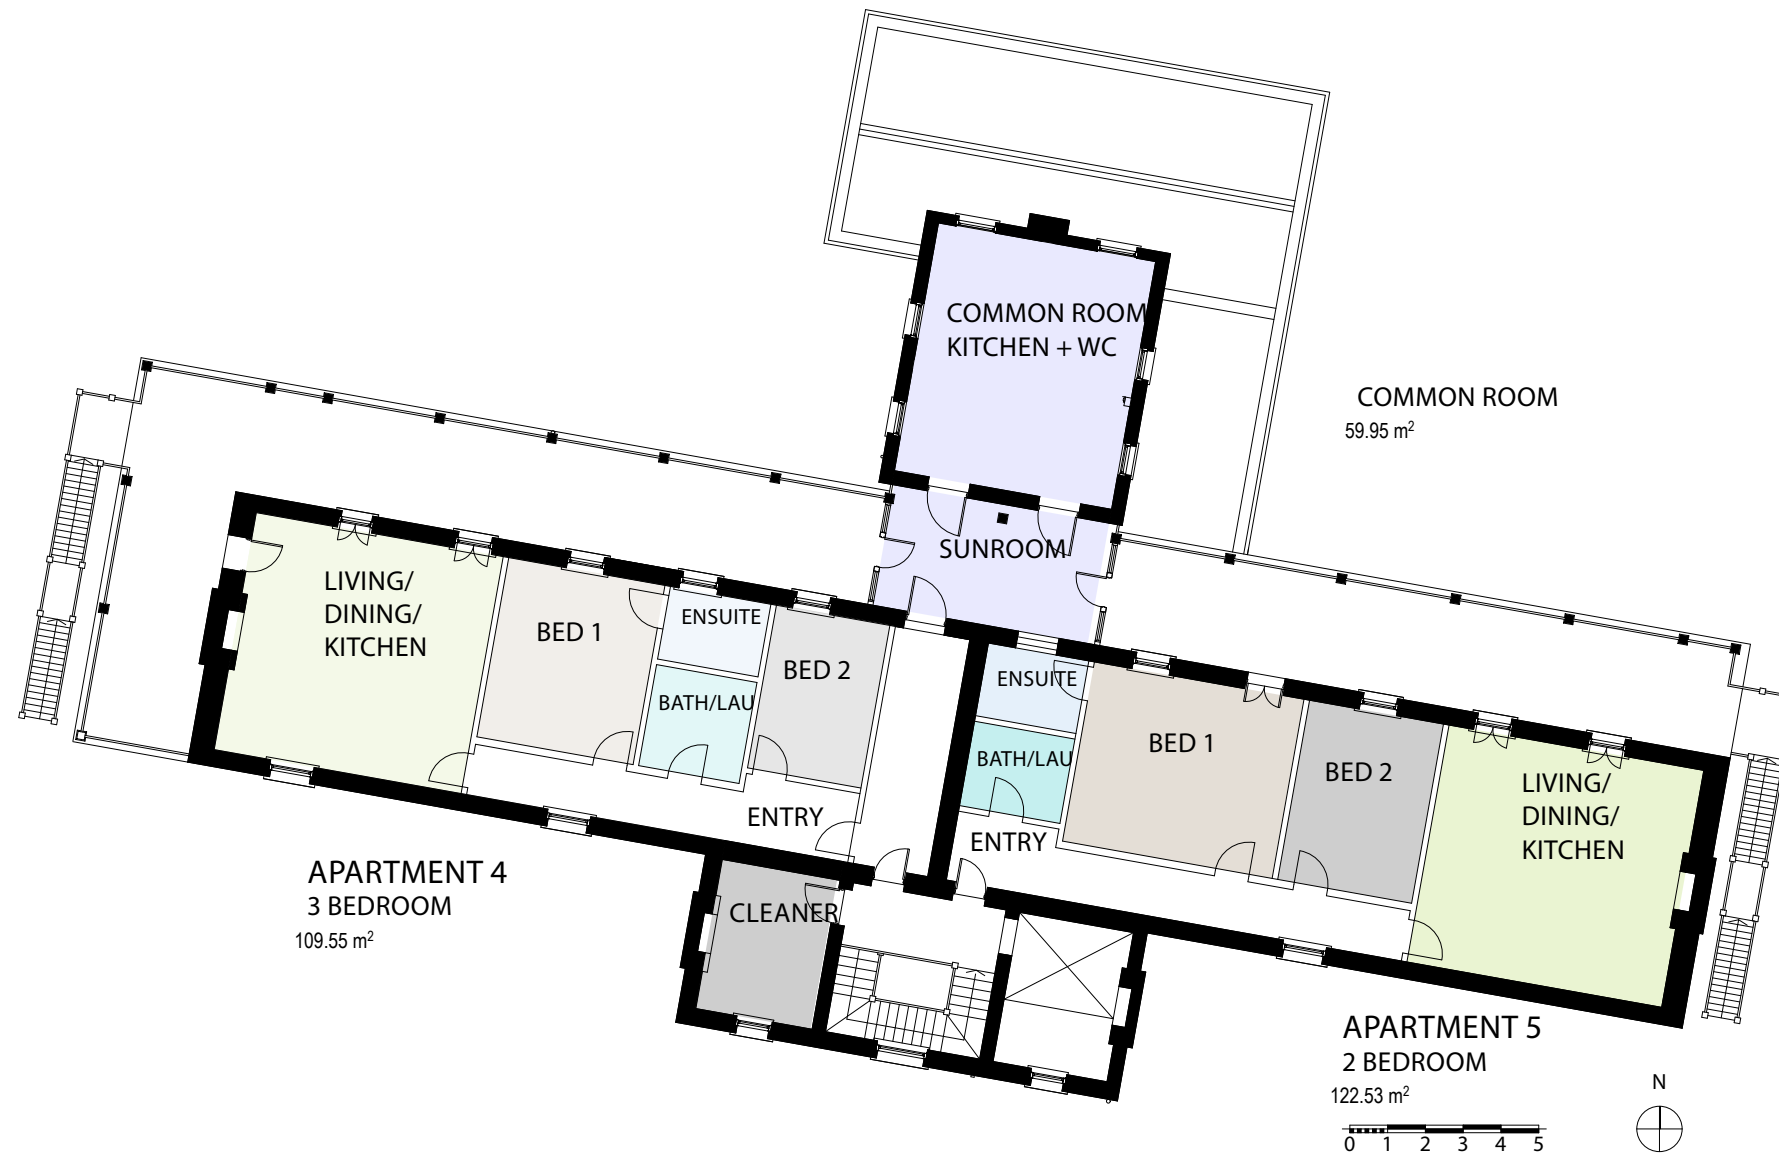 COMMON ROOM
KITCHEN + WC
COMMON ROOM
59.95 m²
SUNROOM
LIVING/
DINING/
KITCHEN
BED 1
ENSUITE
BATH/LAU
BED 2
ENTRY
ENSUITE
BATH/LAU
ENTRY
BED 1
BED 2
LIVING/
DINING/
KITCHEN
APARTMENT 4
3 BEDROOM
109.55 m²
CLEANER
APARTMENT 5
2 BEDROOM
122.53 m²
N
0 1 2 3 4 5